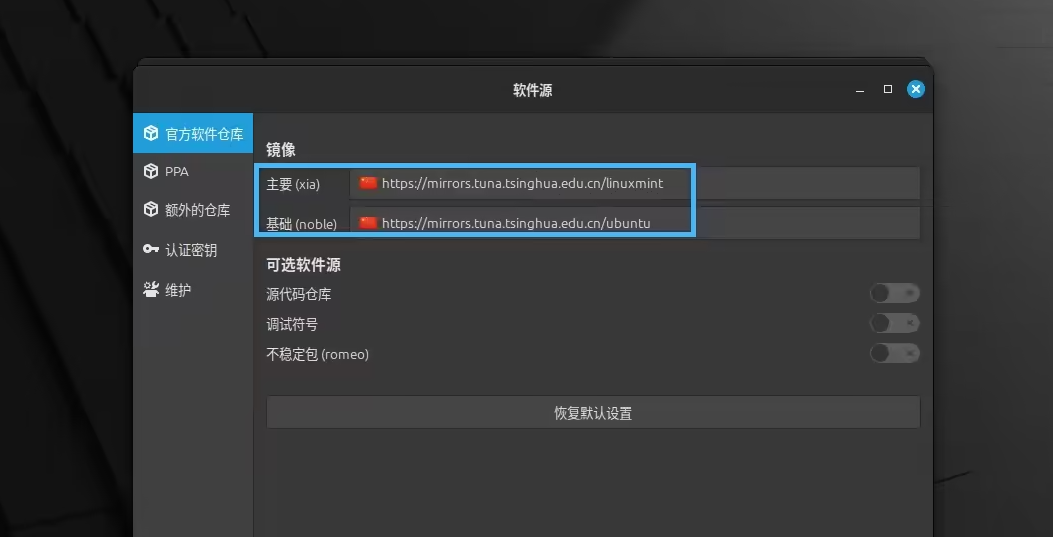 软件源
官方软件仓库
PPA
额外的仓库
认证密钥
维护
镜像
主要 (xia) https://mirrors.tuna.tsinghua.edu.cn/linuxmint
基础 (noble) https://mirrors.tuna.tsinghua.edu.cn/ubuntu
可选软件源
源代码仓库
调试符号
不稳定包 (romeo)
恢复默认设置